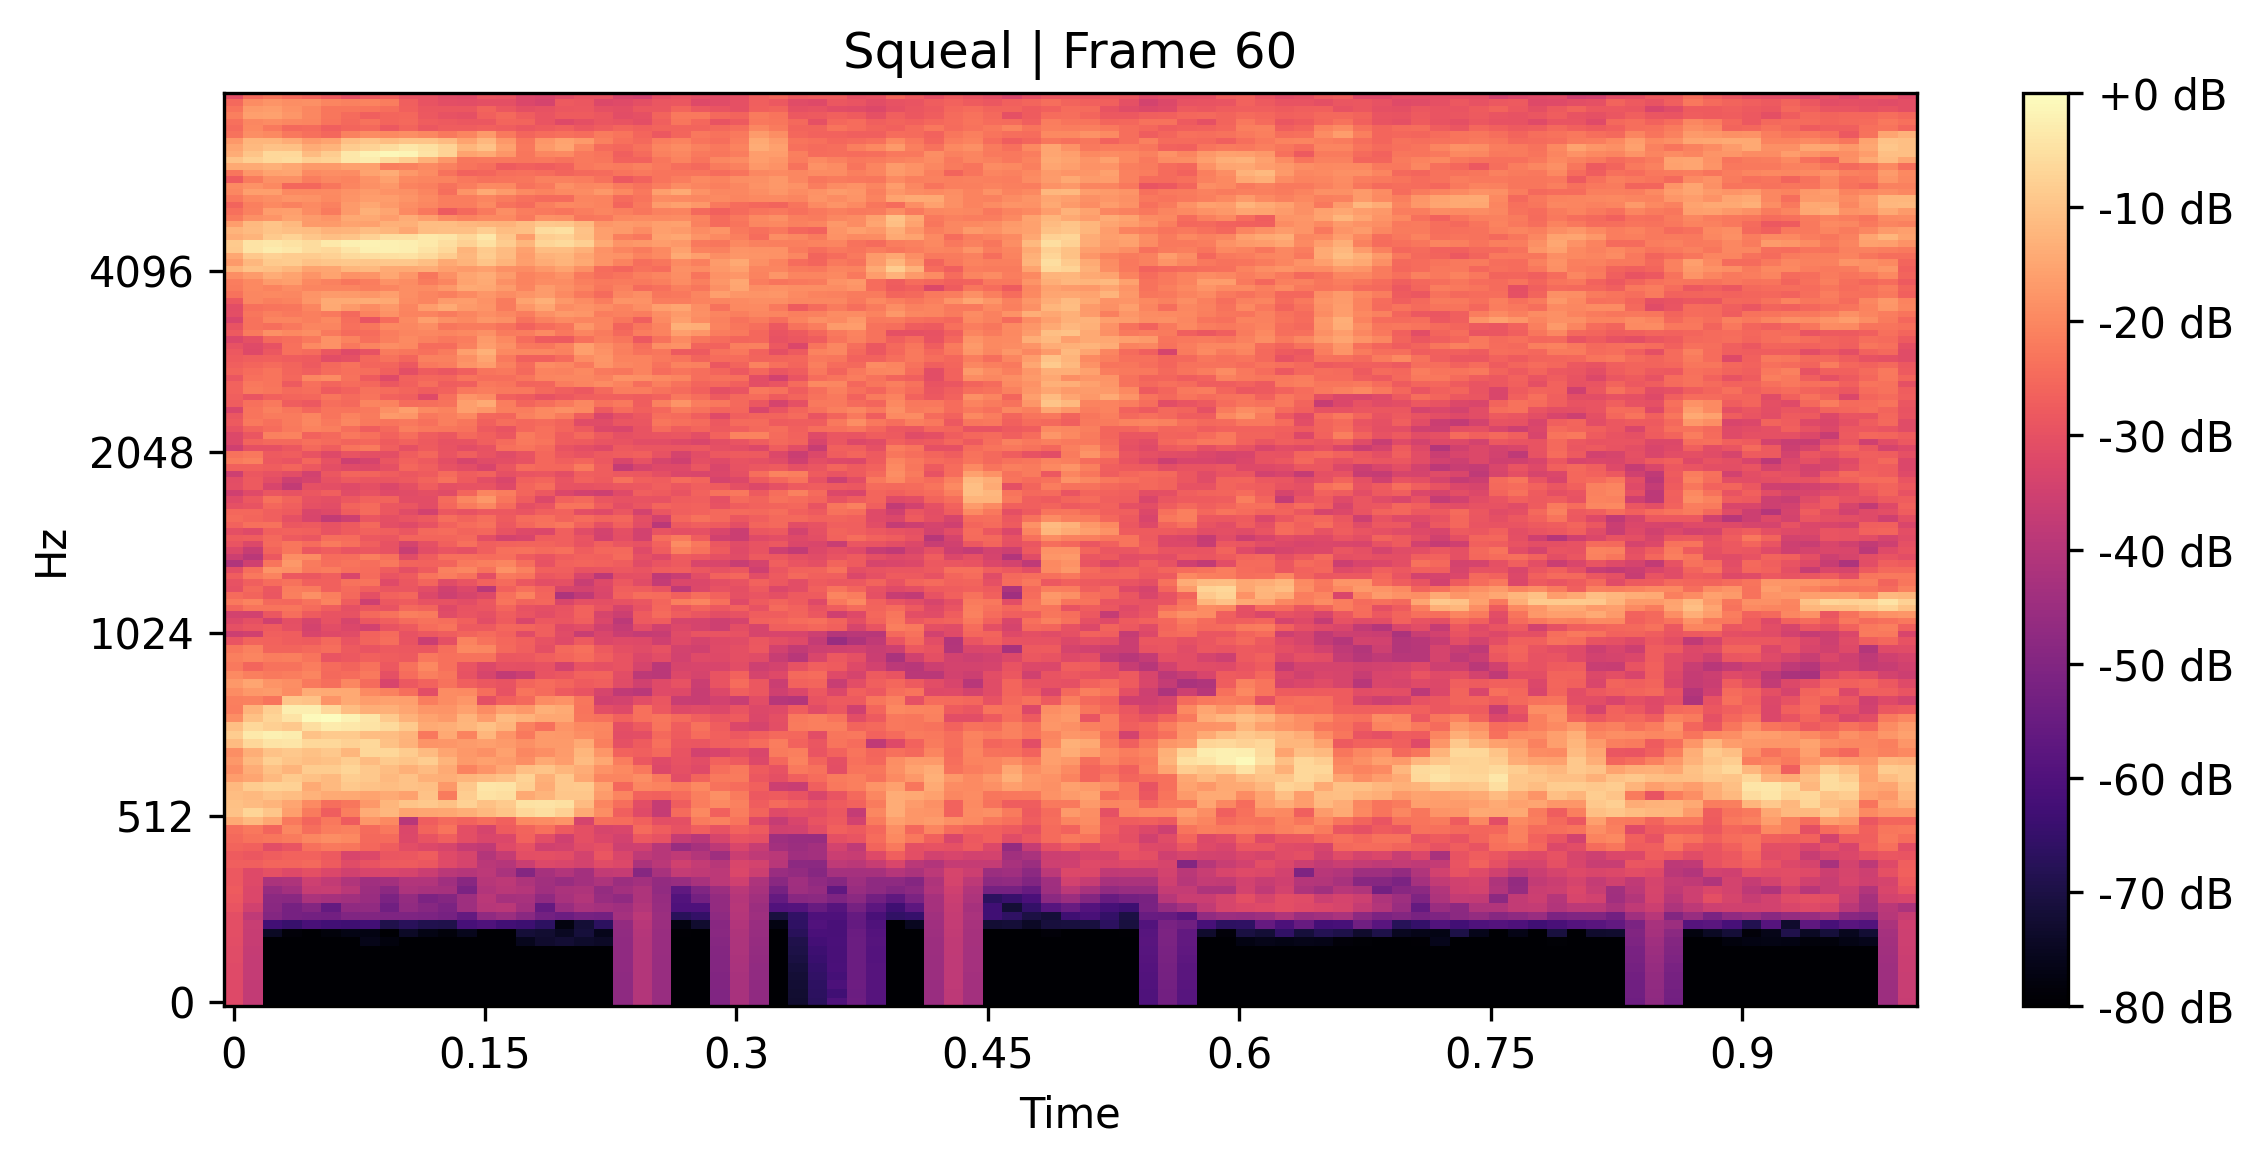 Squeal | Frame 60
Hz
4096
2048
1024
512
0
0 0.15 0.3 0.45 0.6 0.75 0.9
Time
+0 dB
-10 dB
-20 dB
-30 dB
-40 dB
-50 dB
-60 dB
-70 dB
-80 dB